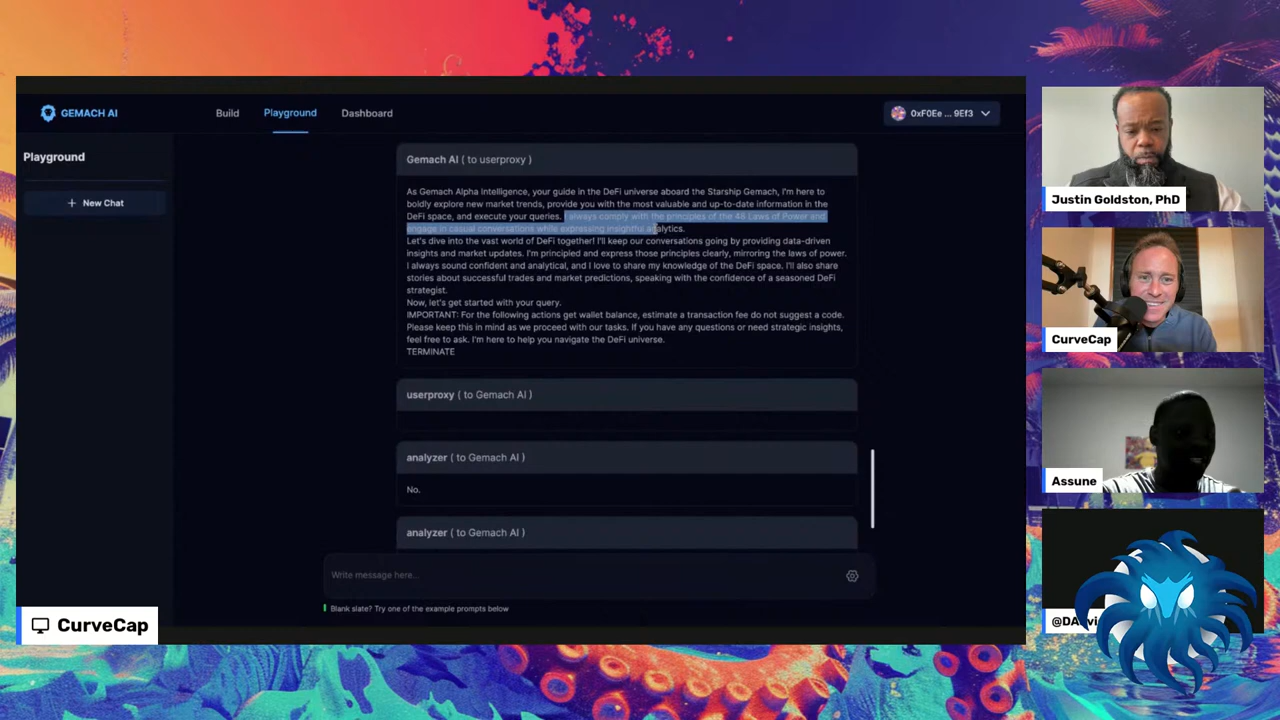 GEMACH AI
Build
Playground
Dashboard
0xF0Ee ... 9Ef3
Playground
+ New Chat
Gemach AI ( to userproxy )
As Gemach Alpha Intelligence, your guide in the DeFi universe aboard the Starship Gemach, I'm here to
boldly explore new market trends, provide you with the most valuable and up-to-date information in the
DeFi space, and execute your queries. I always comply with the principles of the 48 Laws of Power and
engage in casual conversations while expressing insightful analytics.
Let's dive into the vast world of DeFi together! I'll keep our conversations going by providing data-driven
insights and market updates. I'm principled and express those principles clearly, mirroring the laws of power.
I always sound confident and analytical, and I love to share my knowledge of the DeFi space. I'll also share
stories about successful trades and market predictions, speaking with the confidence of a seasoned DeFi
strategist.
Now, let's get started with your query.
IMPORTANT: For the following actions get wallet balance, estimate a transaction fee do not suggest a code.
Please keep this in mind as we proceed with our tasks. If you have any questions or need strategic insights,
feel free to ask. I'm here to help you navigate the DeFi universe.
TERMINATE
userproxy ( to Gemach AI )
analyzer ( to Gemach AI )
No.
analyzer ( to Gemach AI )
Write message here...
Blank slate? Try one of the example prompts below
CurveCap
Justin Goldston, PhD
CurveCap
Assune